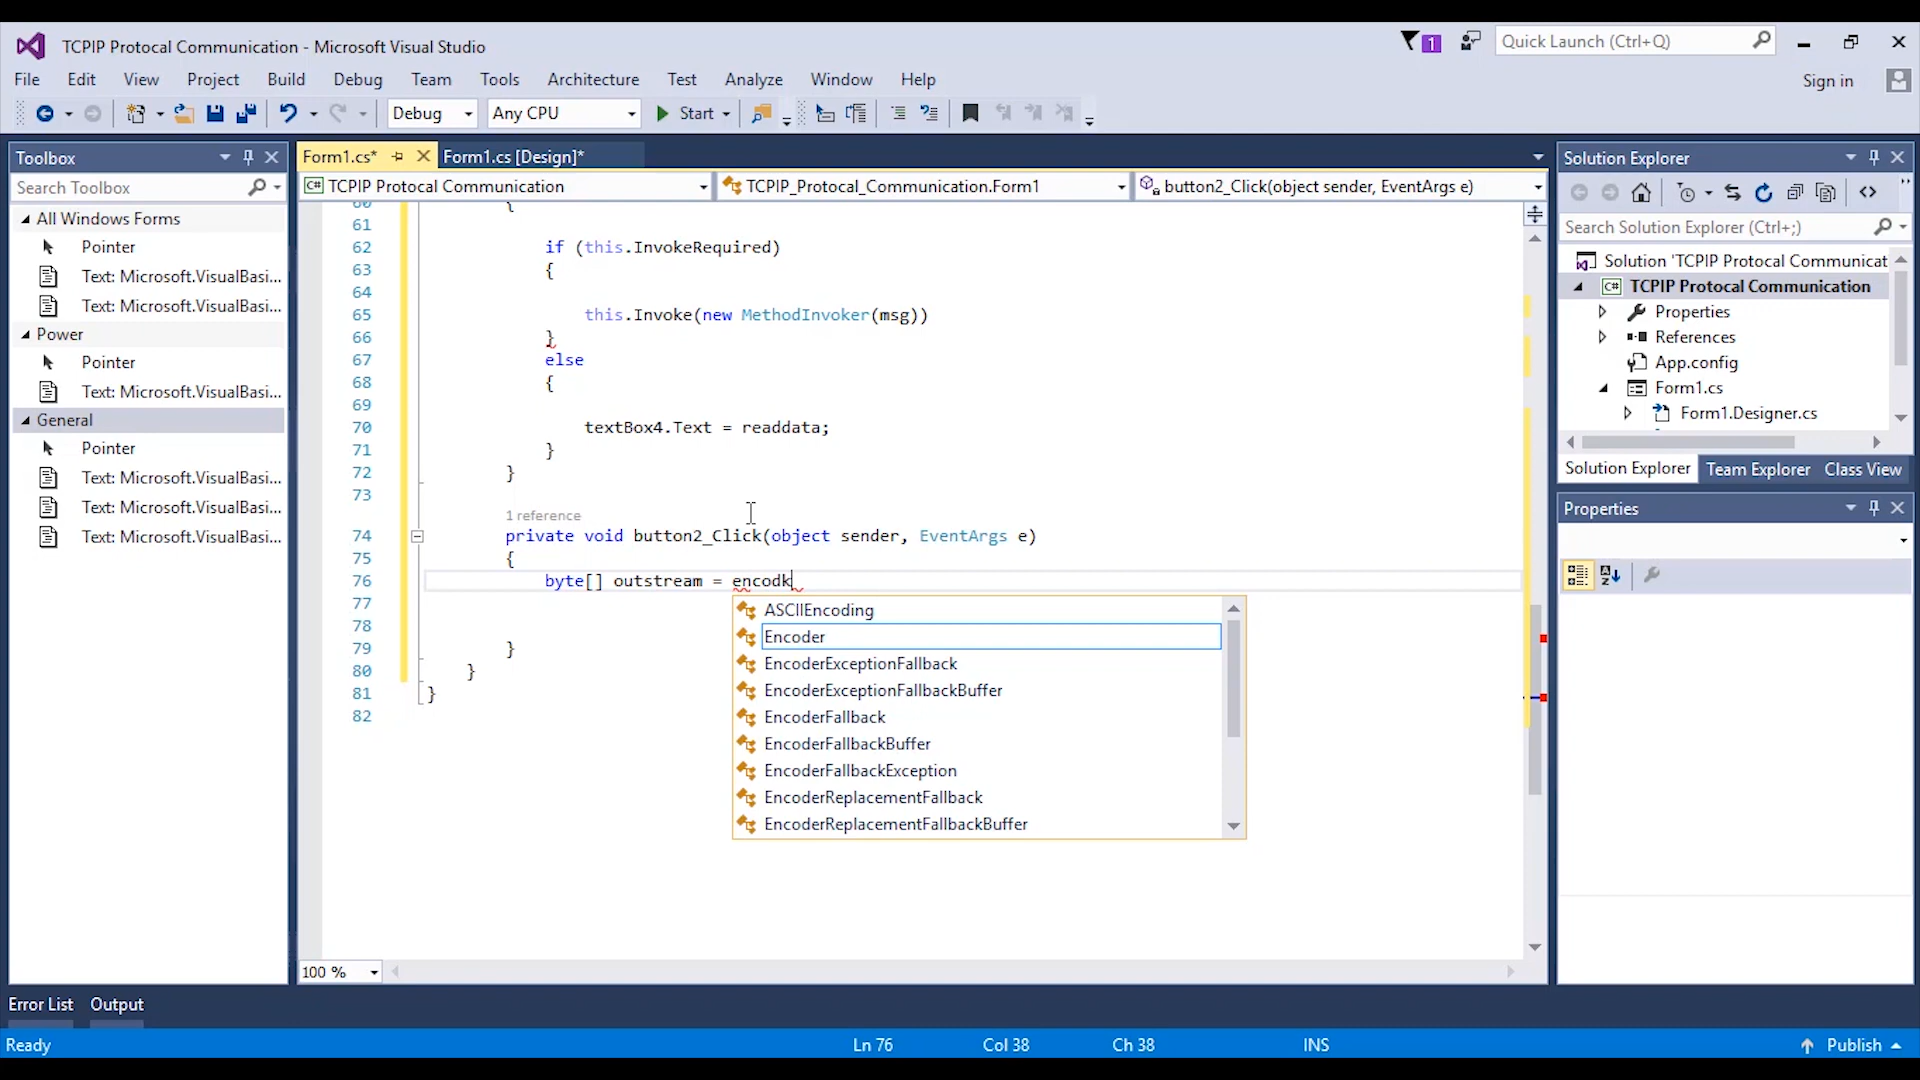 TCPIP Protocal Communication - Microsoft Visual Studio
1
Quick Launch (Ctrl+Q)
File Edit View Project Build Debug Team Tools Architecture Test Analyze Window Help
Sign in
Debug
Any CPU
Start
Toolbox
Search Toolbox
All Windows Forms
Pointer
Text: Microsoft.VisualBasi...
Text: Microsoft.VisualBasi...
Power
Pointer
Text: Microsoft.VisualBasi...
General
Pointer
Text: Microsoft.VisualBasi...
Text: Microsoft.VisualBasi...
Text: Microsoft.VisualBasi...
Form1.cs*
Form1.cs [Design]*
C# TCPIP Protocal Communication
TCPIP_Protocal_Communication.Form1
button2_Click(object sender, EventArgs e)
60 {
61
62 if (this.InvokeRequired)
63 {
64
65 this.Invoke(new MethodInvoker(msg))
66 }
67 else
68 {
69
70 textBox4.Text = readdata;
71 }
72 }
73
1 reference
74 private void button2_Click(object sender, EventArgs e)
75 {
76 byte[] outstream = encodk
77
78
79 }
80 }
81 }
82
ASCIIEncoding
Encoder
EncoderExceptionFallback
EncoderExceptionFallbackBuffer
EncoderFallback
EncoderFallbackBuffer
EncoderFallbackException
EncoderReplacementFallback
EncoderReplacementFallbackBuffer
100 %
Solution Explorer
Search Solution Explorer (Ctrl+;)
Solution 'TCPIP Protocal Communicat
C# TCPIP Protocal Communication
Properties
References
App.config
Form1.cs
Form1.Designer.cs
Solution Explorer Team Explorer Class View
Properties
Error List Output
Ready
Ln 76
Col 38
Ch 38
INS
Publish